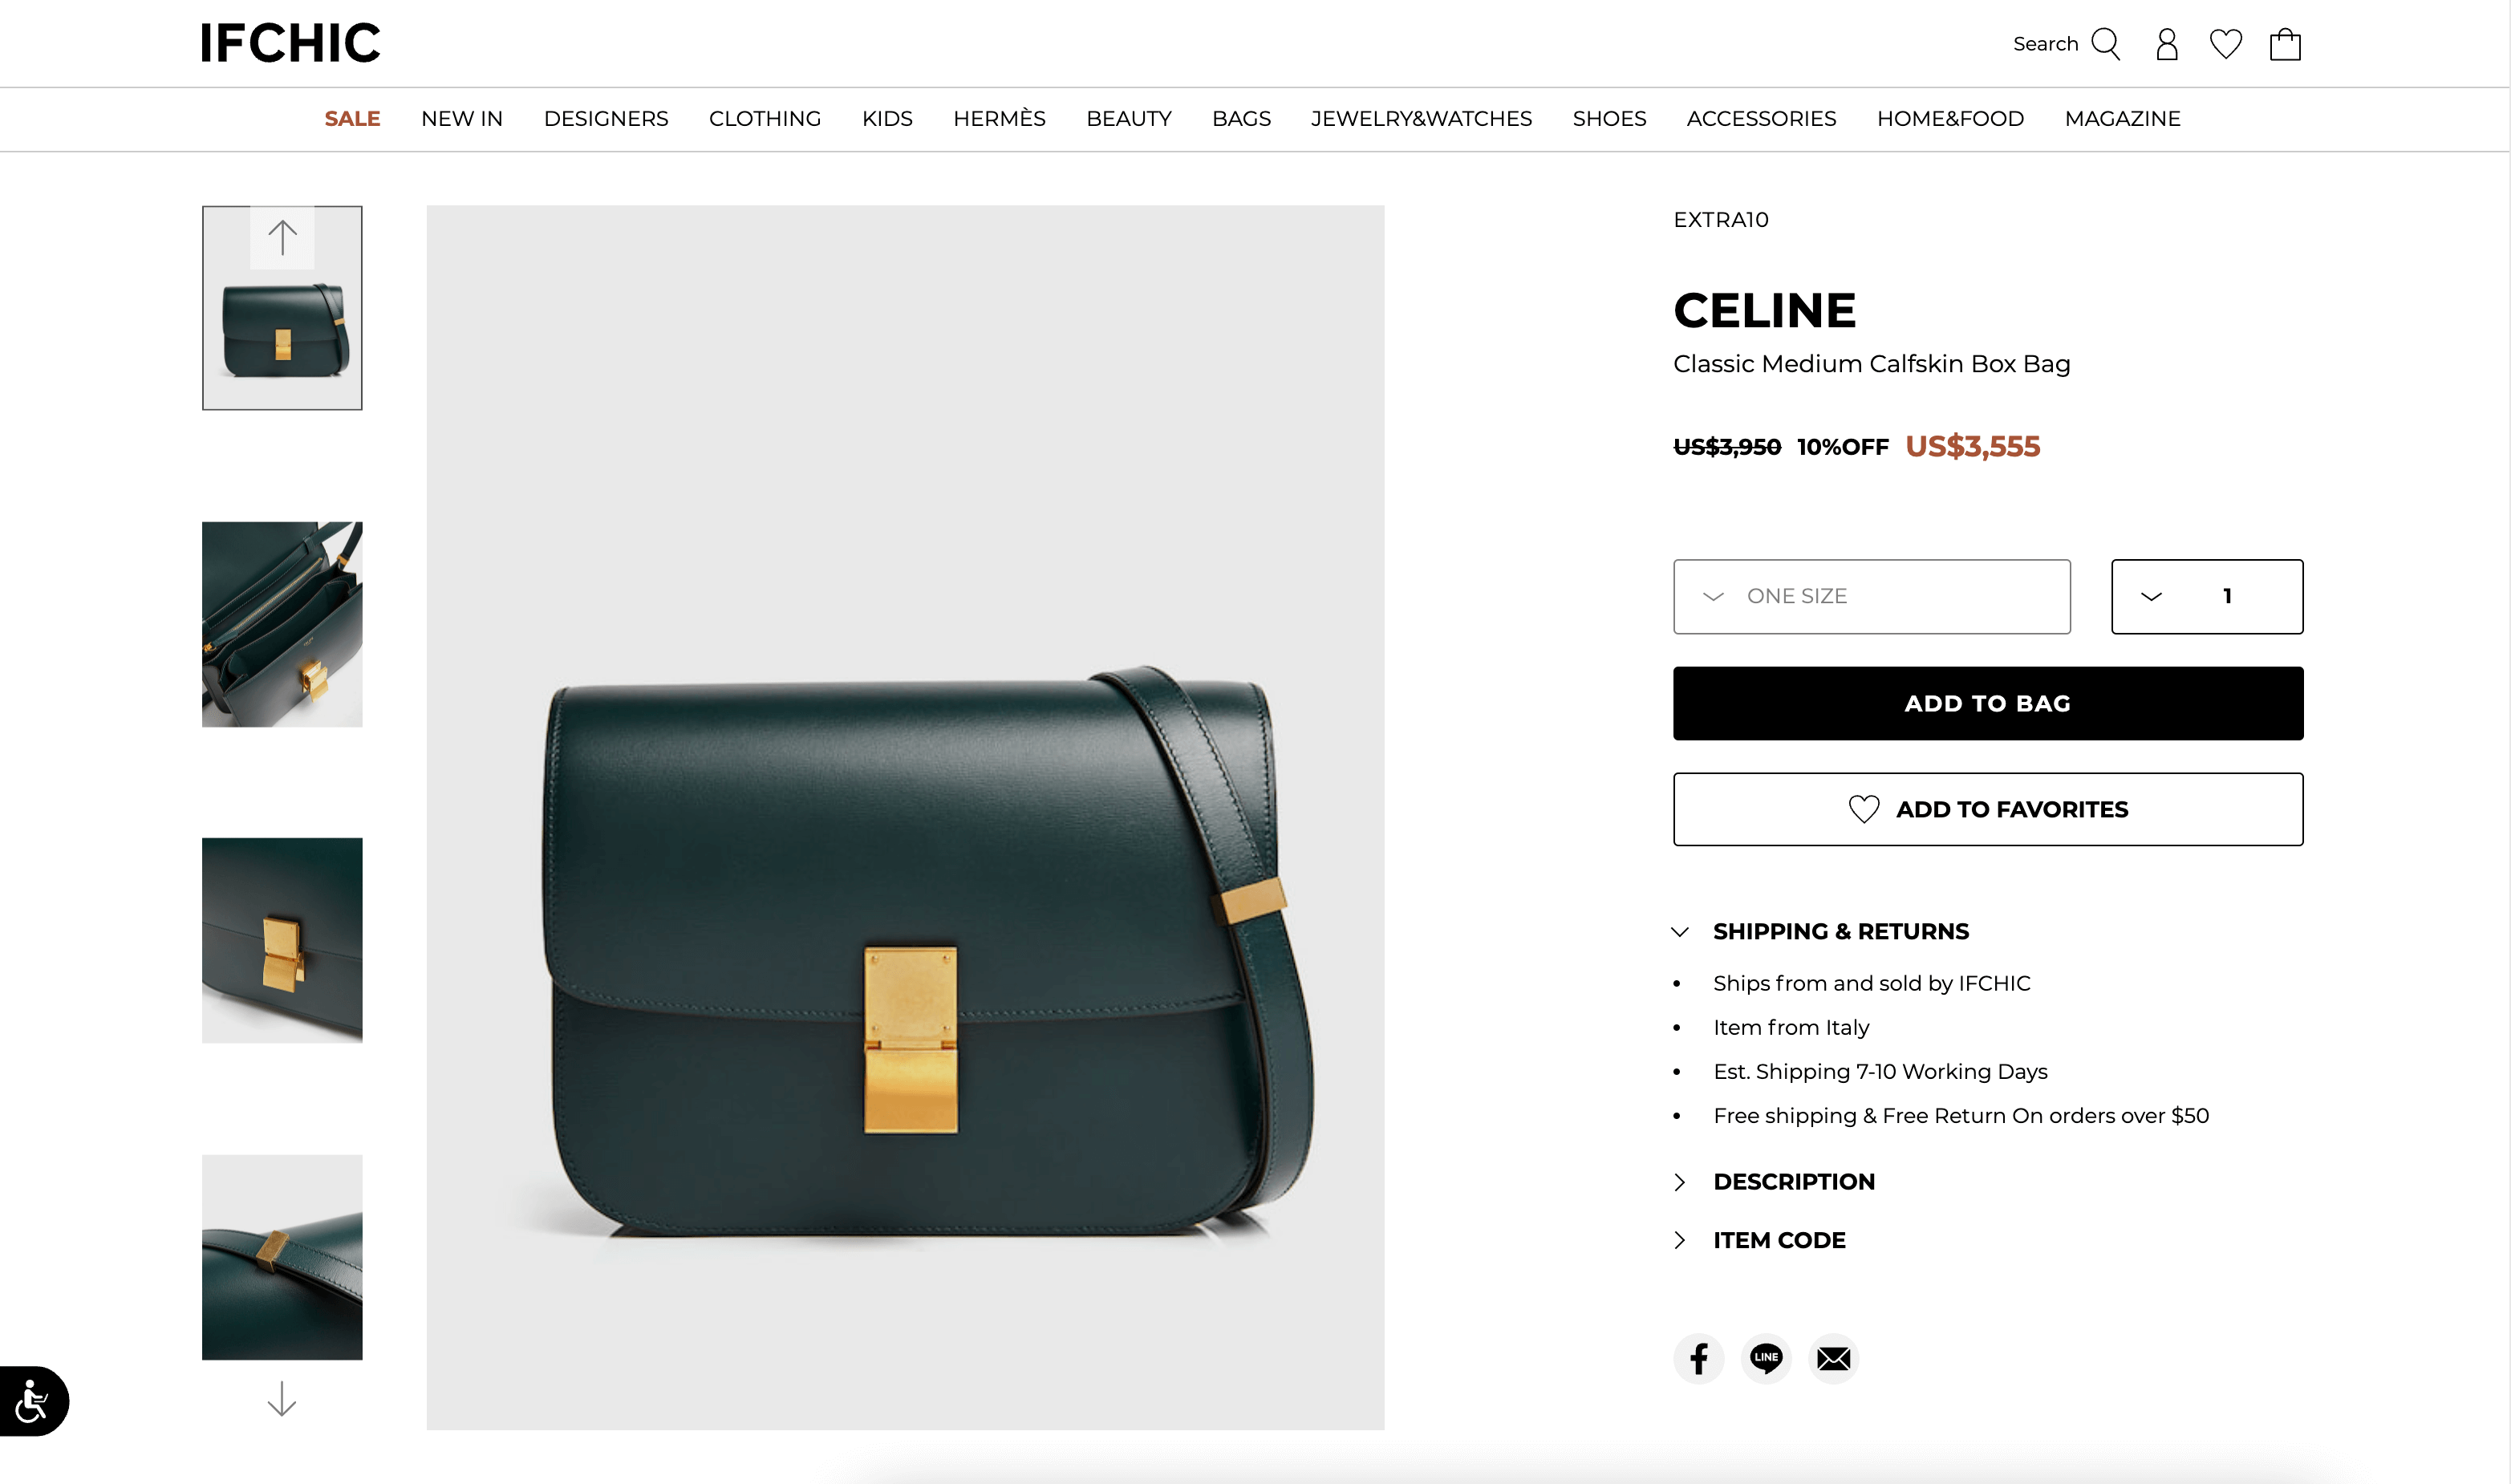 IFCHIC
Search
SALE NEW IN DESIGNERS CLOTHING KIDS HERMÈS BEAUTY BAGS JEWELRY&WATCHES SHOES ACCESSORIES HOME&FOOD MAGAZINE
EXTRA10
CELINE
Classic Medium Calfskin Box Bag
US$3,950 10%OFF US$3,555
ONE SIZE 1
ADD TO BAG
ADD TO FAVORITES
SHIPPING & RETURNS
• Ships from and sold by IFCHIC
• Item from Italy
• Est. Shipping 7-10 Working Days
• Free shipping & Free Return On orders over $50
DESCRIPTION
ITEM CODE
LINE